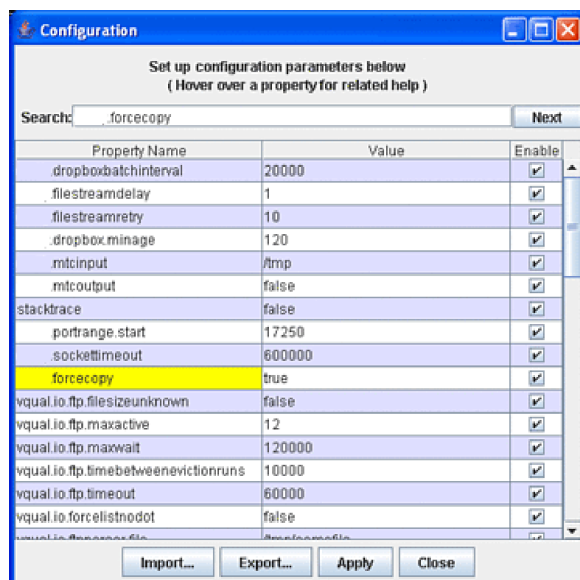 Configuration
Set up configuration parameters below
( Hover over a property for related help )
Search: .forcecopy Next
Property Name Value Enable
.dropboxbatchinterval 20000
.filestreamdelay 1
.filestreamretry 10
.dropbox.minage 120
.mtcinput /tmp
.mtcoutput false
stacktrace false
.portrange.start 17250
.sockettimeout 600000
.forcecopy true
vqual.io.ftp.filesizeunknown false
vqual.io.ftp.maxactive 12
vqual.io.ftp.maxwait 120000
vqual.io.ftp.timebetweenevictionruns 10000
vqual.io.ftp.timeout 60000
vqual.io.forcelistnodot false
Import... Export... Apply Close